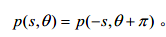 p(s,θ) = p(−s,θ+π) 。